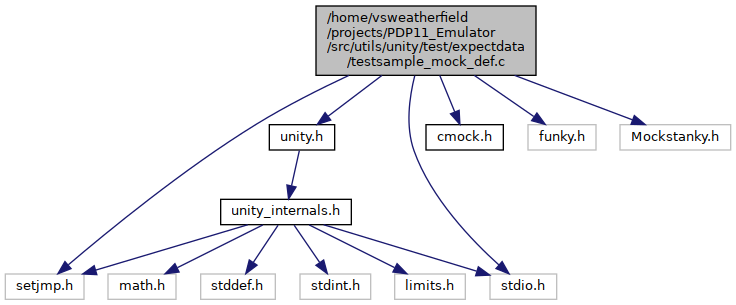 /home/vsweatherfield
/projects/PDP11_Emulator
/src/utils/unity/test/expectdata
/testsample_mock_def.c
unity.h
cmock.h
funky.h
Mockstanky.h
unity_internals.h
setjmp.h
math.h
stddef.h
stdint.h
limits.h
stdio.h